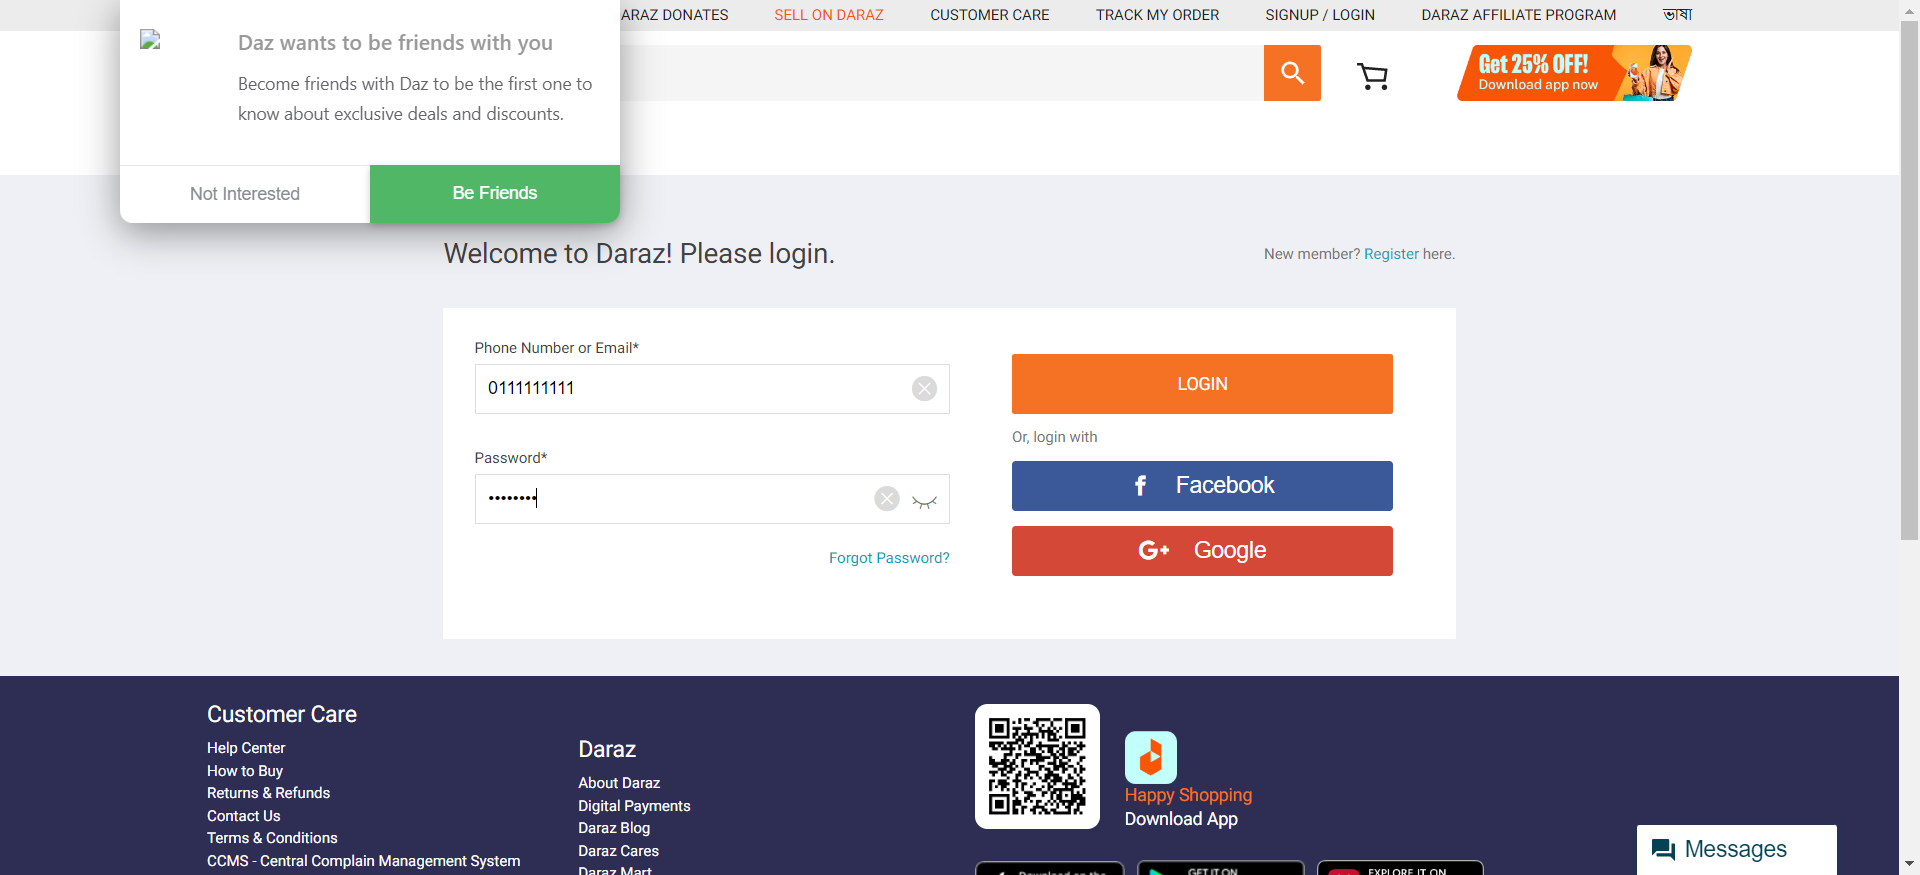 Daz wants to be friends with you
Become friends with Daz to be the first one to
know about exclusive deals and discounts.
Not Interested
Be Friends
ARAZ DONATES
SELL ON DARAZ
CUSTOMER CARE
TRACK MY ORDER
SIGNUP / LOGIN
DARAZ AFFILIATE PROGRAM
ভাষা
Get 25% OFF!
Download app now
Welcome to Daraz! Please login.
New member? Register here.
Phone Number or Email*
0111111111
Password*
••••••••
Forgot Password?
LOGIN
Or, login with
f Facebook
G+ Google
Customer Care
Help Center
How to Buy
Returns & Refunds
Contact Us
Terms & Conditions
CCMS - Central Complain Management System
Daraz
About Daraz
Digital Payments
Daraz Blog
Daraz Cares
Daraz Mart
Happy Shopping
Download App
Download on the
GET IT ON
EXPLORE IT ON
Messages